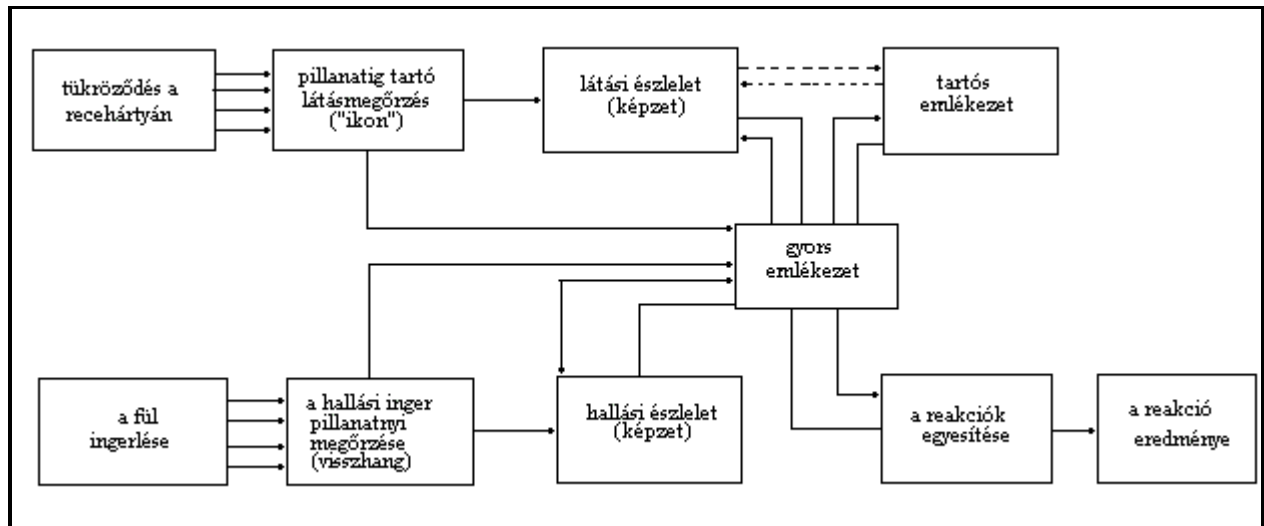 tükröződés a
recehártyán
pillanatig tartó
látásmegőrzés
("ikon")
látási észlelet
(képzet)
tartós
emlékezet
gyors
emlékezet
a fül
ingerlése
a hallási inger
pillanatnyi
megőrzése
(visszhang)
hallási észlelet
(képzet)
a reakciók
egyesítése
a reakció
eredménye